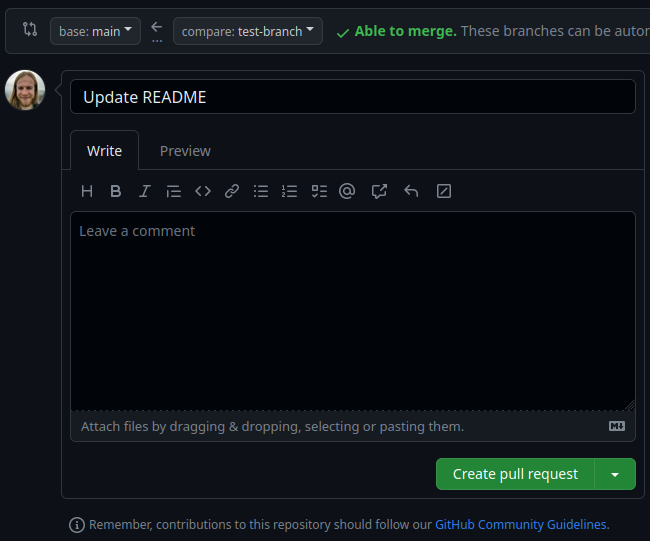 base: main compare: test-branch Able to merge. These branches can be
Update README
Write Preview
Leave a comment
Attach files by dragging & dropping, selecting or pasting them.
Create pull request
Remember, contributions to this repository should follow our GitHub Community Guidelines.